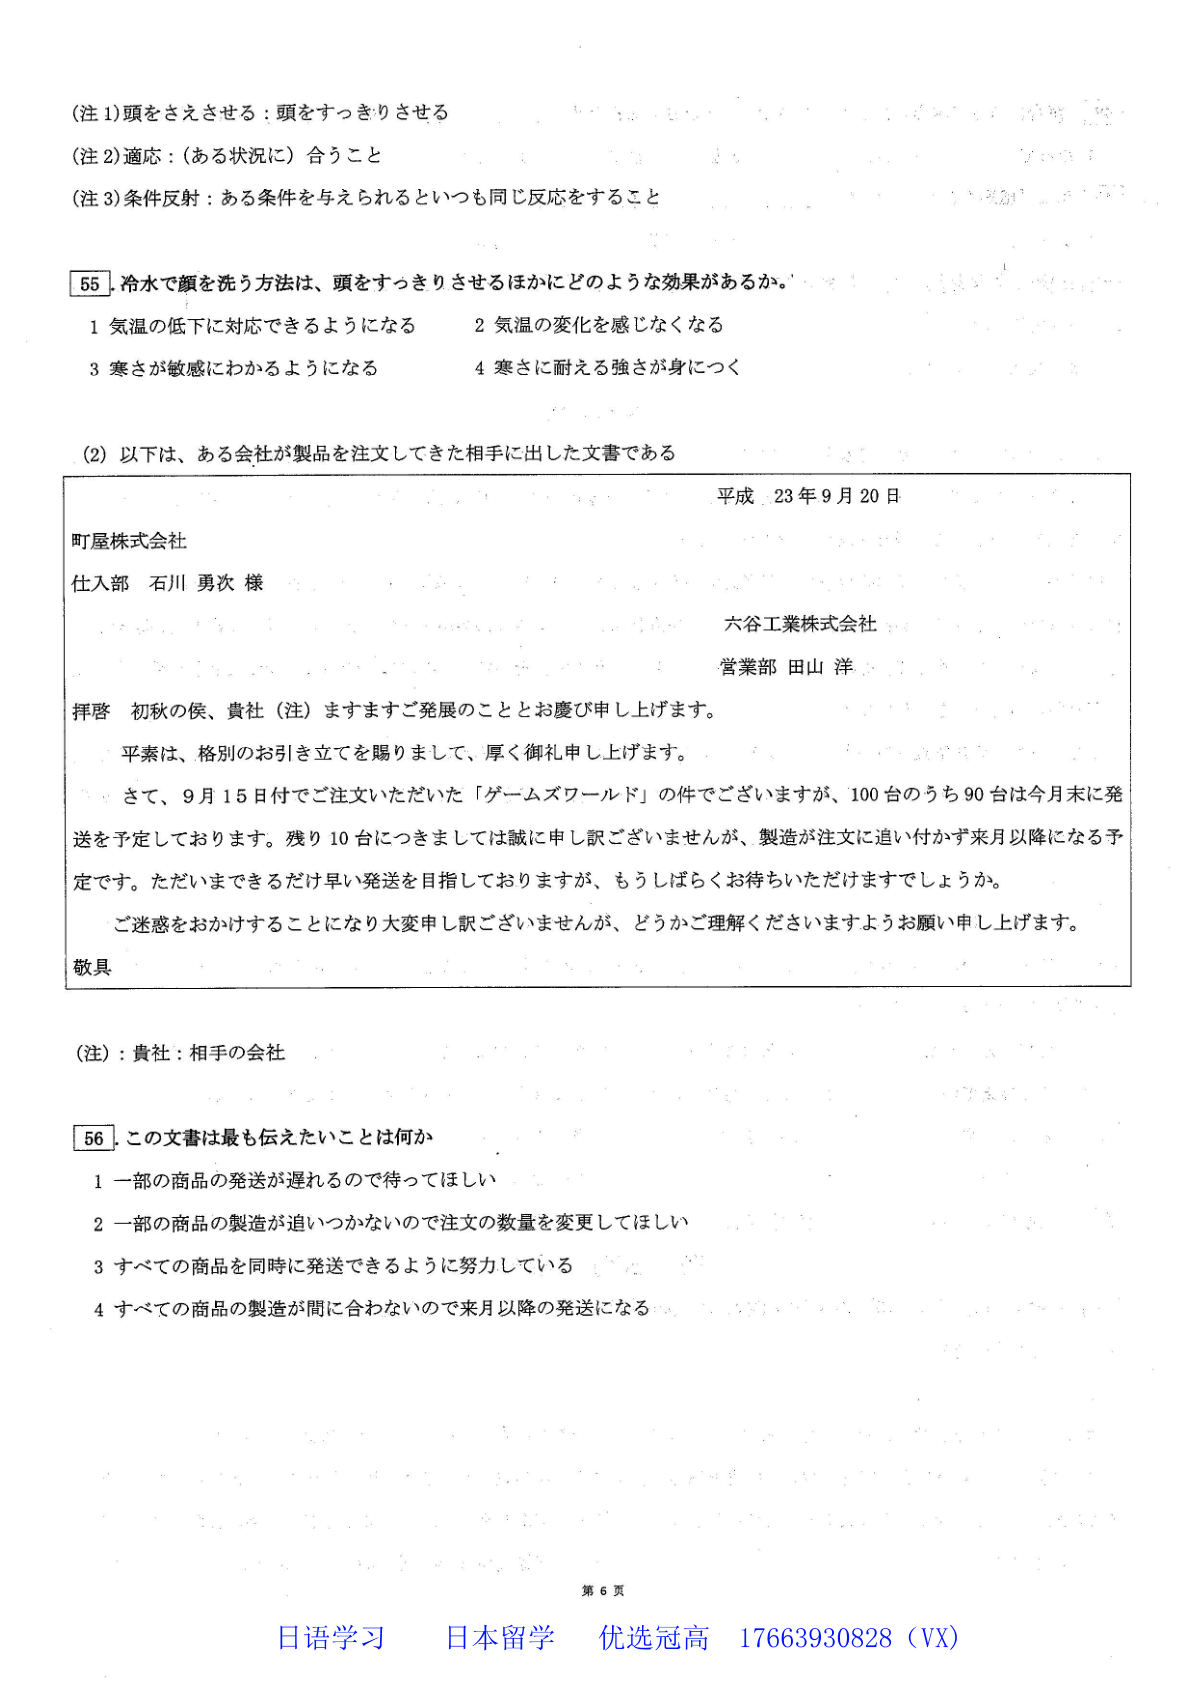 (注1)頭をさえさせる：頭をすっきりさせる
(注2)適応：(ある状況に）合うこと
(注3)条件反射：ある条件を与えられるといつも同じ反応をすること
55.冷水で顔を洗う方法は、頭をすっきりさせるほかにどのような効果があるか。
1 気温の低下に対応できるようになる 2 気温の変化を感じなくなる
3 寒さが敏感にわかるようになる 4 寒さに耐える強さが身につく
（2）以下は、ある会社が製品を注文してきた相手に出した文書である
平成 23年9月20日
町屋株式会社
仕入部 石川 勇次 様
六谷工業株式会社
営業部 田山 洋
拝啓 初秋の侯、貴社（注）ますますご発展のこととお慶び申し上げます。
平素は、格別のお引き立てを賜りまして、厚く御礼申し上げます。
さて、9月15日付でご注文いただいた「ゲームズワールド」の件でございますが、100台のうち90台は今月末に発
送を予定しております。残り10台につきましては誠に申し訳ございませんが、製造が注文に追い付かず来月以降になる予
定です。ただいまできるだけ早い発送を目指しておりますが、もうしばらくお待ちいただけますでしょうか。
ご迷惑をおかけすることになり大変申し訳ございませんが、どうかご理解くださいますようお願い申し上げます。
敬具
（注）：貴社：相手の会社
56.この文書は最も伝えたいことは何か
1 一部の商品の発送が遅れるので待ってほしい
2 一部の商品の製造が追いつかないので注文の数量を変更してほしい
3 すべての商品を同時に発送できるように努力している
4 すべての商品の製造が間に合わないので来月以降の発送になる
第 6 页
日语学习 日本留学 优选冠高 17663930828（VX)